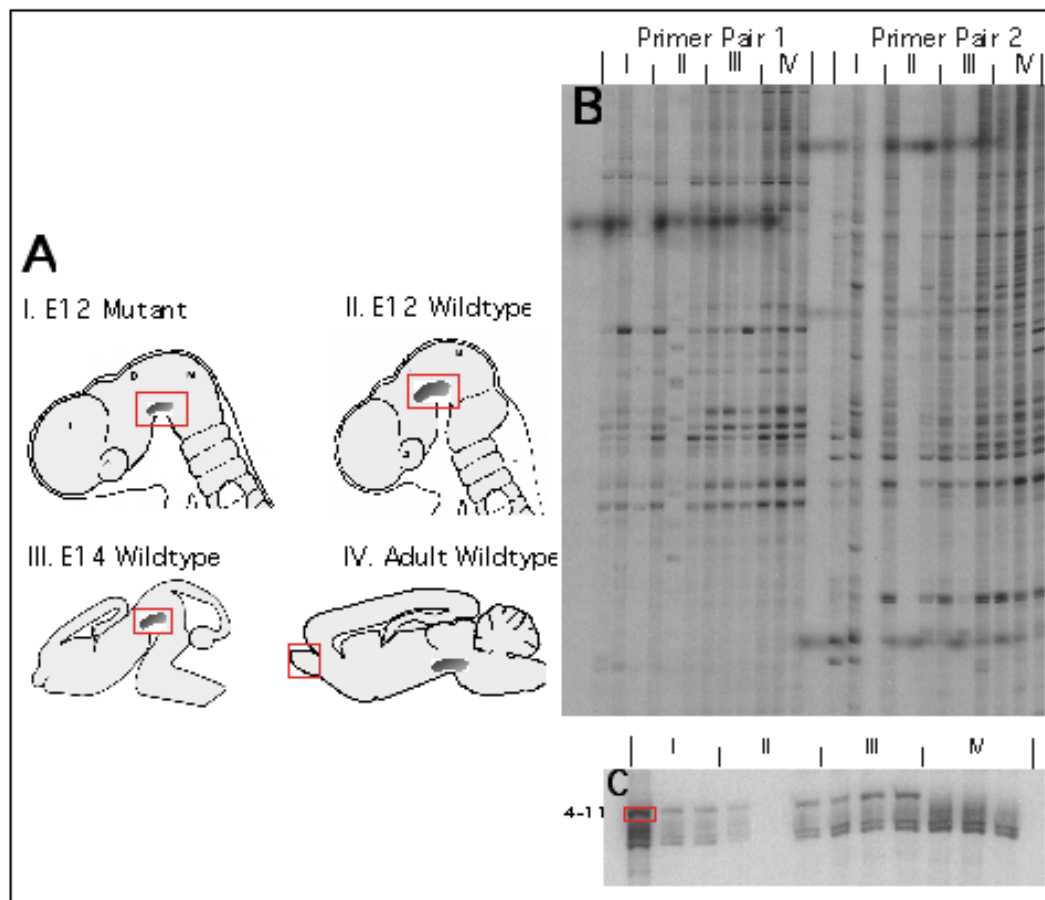 Primer Pair 1 Primer Pair 2
I II III IV I II III IV
B
A
I. E12 Mutant
II. E12 Wildtype
III. E14 Wildtype
IV. Adult Wildtype
I II III IV
C
4-11